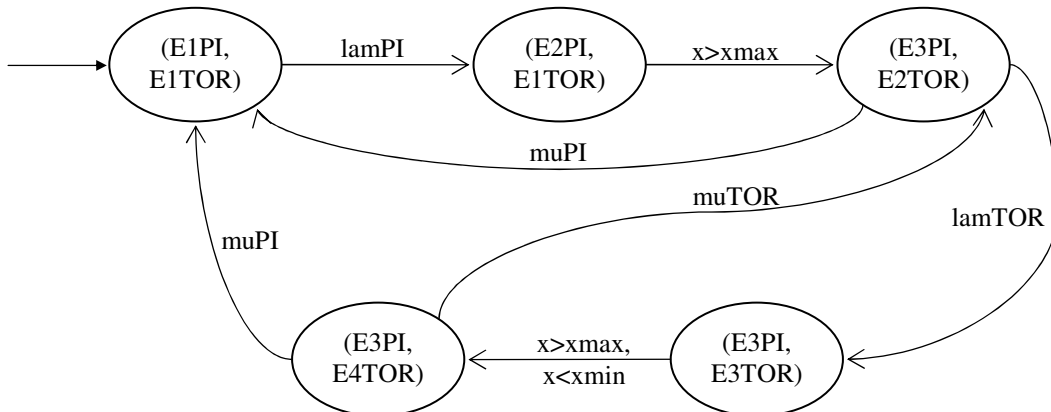 (E1PI,
E1TOR)
lamPI
(E2PI,
E1TOR)
x>xmax
(E3PI,
E2TOR)
muPI
muTOR
lamTOR
muPI
(E3PI,
E4TOR)
x>xmax,
x<xmin
(E3PI,
E3TOR)